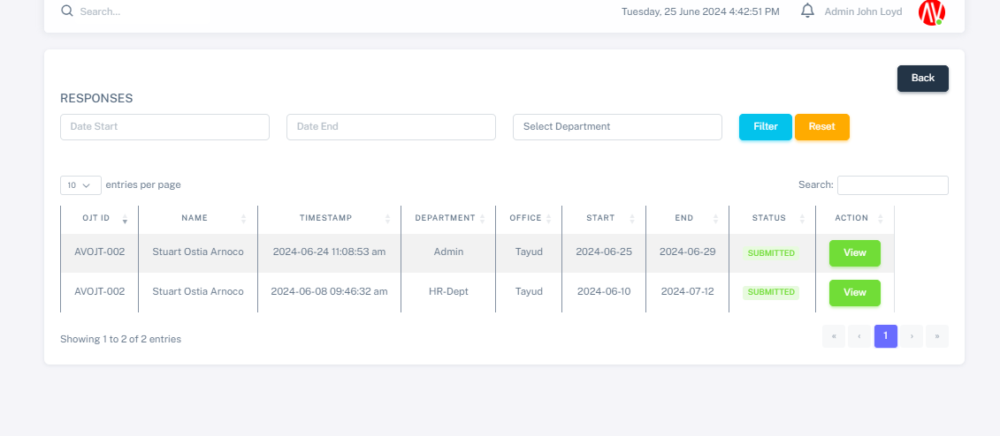 Search... Tuesday, 25 June 2024 4:42:51 PM Admin John Loyd
Back
RESPONSES
Date Start Date End Select Department Filter Reset
10 entries per page Search:
OJT ID NAME TIMESTAMP DEPARTMENT OFFICE START END STATUS ACTION
AVOJT-002 Stuart Ostia Arnoco 2024-06-24 11:08:53 am Admin Tayud 2024-06-25 2024-06-29 SUBMITTED View
AVOJT-002 Stuart Ostia Arnoco 2024-06-08 09:46:32 am HR-Dept Tayud 2024-06-10 2024-07-12 SUBMITTED View
Showing 1 to 2 of 2 entries « ‹ 1 › »